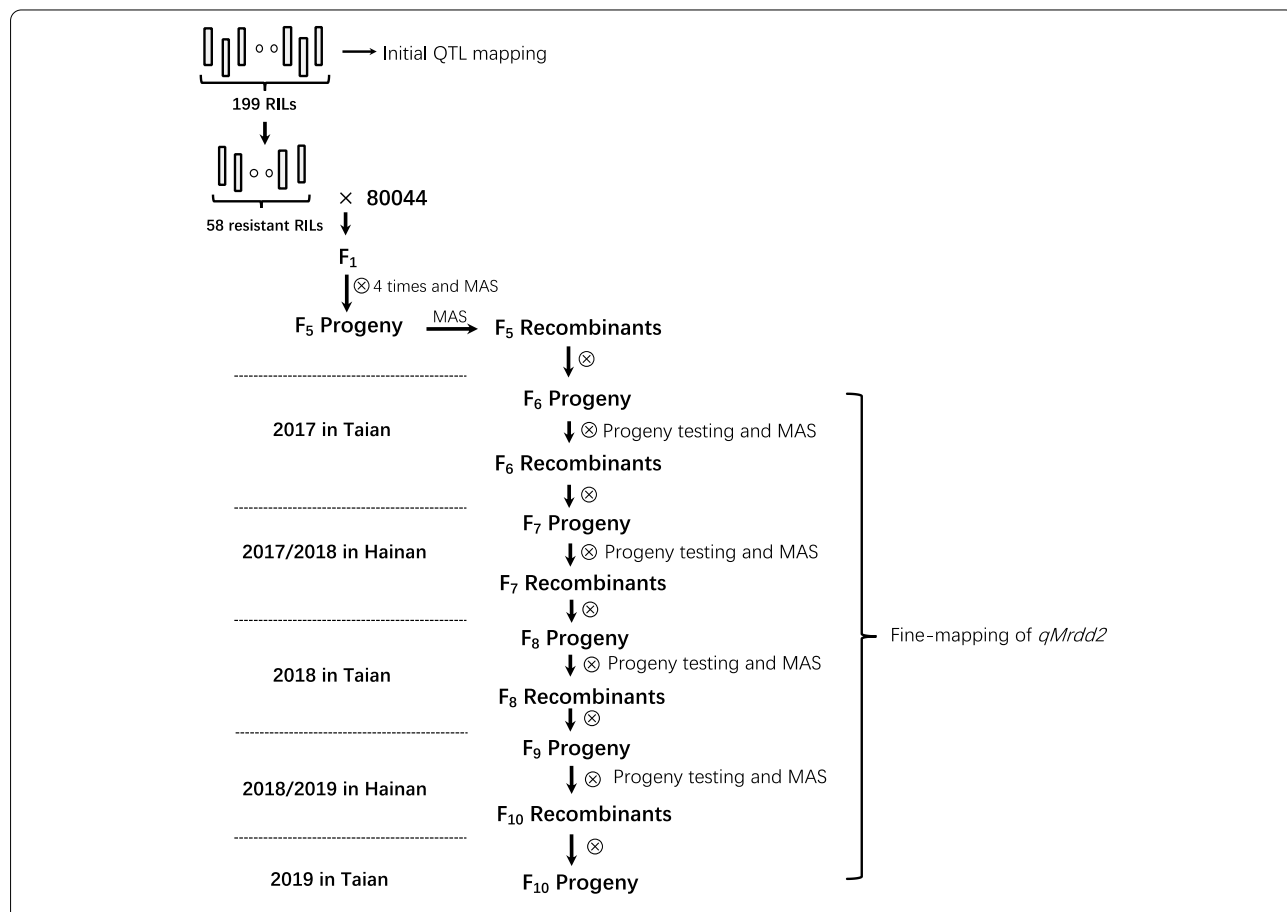 Initial QTL mapping
199 RILs
58 resistant RILs
× 80044
F₁
⊗ 4 times and MAS
F₅ Progeny
MAS
F₅ Recombinants
⊗
F₆ Progeny
2017 in Taian
⊗ Progeny testing and MAS
F₆ Recombinants
⊗
F₇ Progeny
2017/2018 in Hainan
⊗ Progeny testing and MAS
F₇ Recombinants
⊗
F₈ Progeny
Fine-mapping of qMrdd2
2018 in Taian
⊗ Progeny testing and MAS
F₈ Recombinants
⊗
F₉ Progeny
2018/2019 in Hainan
⊗ Progeny testing and MAS
F₁₀ Recombinants
⊗
2019 in Taian
F₁₀ Progeny